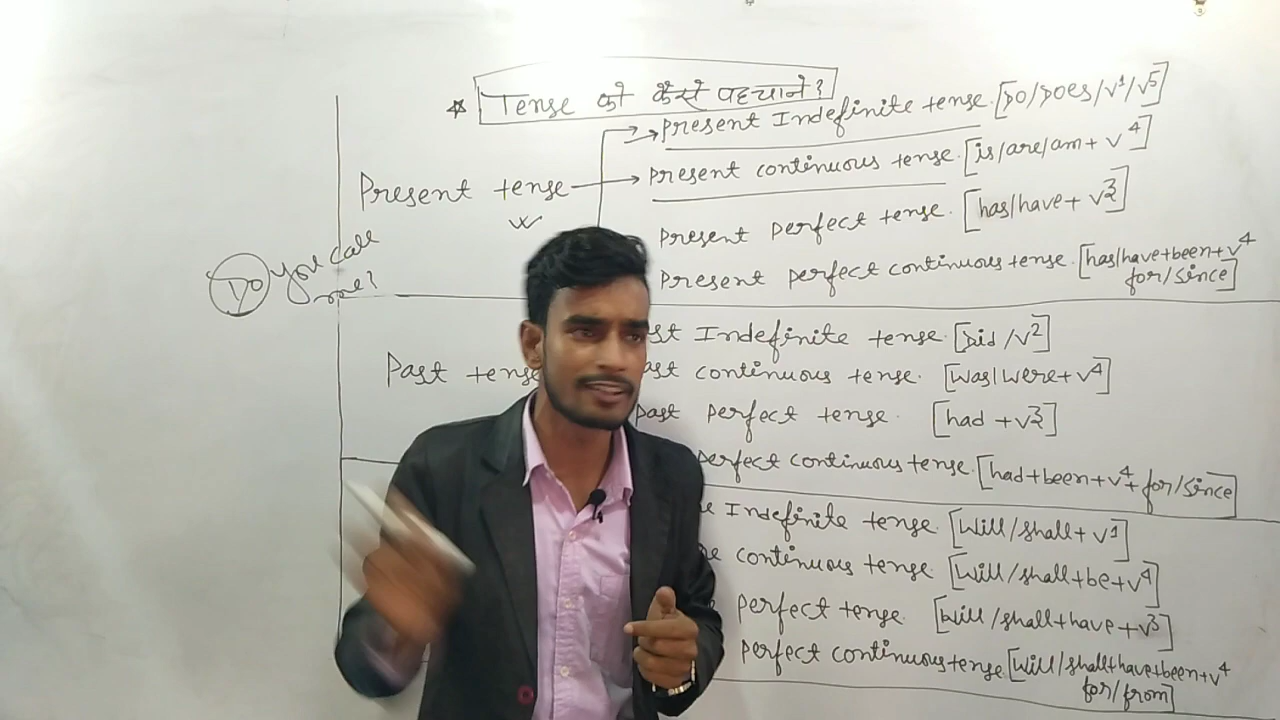 * Tense को कैसे पहचाने?
Present Indefinite tense. [Do/Does/V¹/V⁵]
Present tense
Present continuous tense. [is/are/am+ V⁴]
Present perfect tense. [has/have+ V³]
Present perfect continuous tense. [has/have+been+V⁴
for/since]
Do you call
me?
Past tense
st Indefinite tense. [Did/V²]
ast continuous tense. [Was/Were+V⁴]
past perfect tense. [had+V³]
perfect continuous tense. [had+been+V⁴+ for/since]
e Indefinite tense. [Will/shall+ V¹]
e continuous tense. [Will/shall+be+V⁴]
perfect tense. [Will/shall+have+V³]
perfect continuous tense. [Will/shall+have+been+V⁴
for/from]